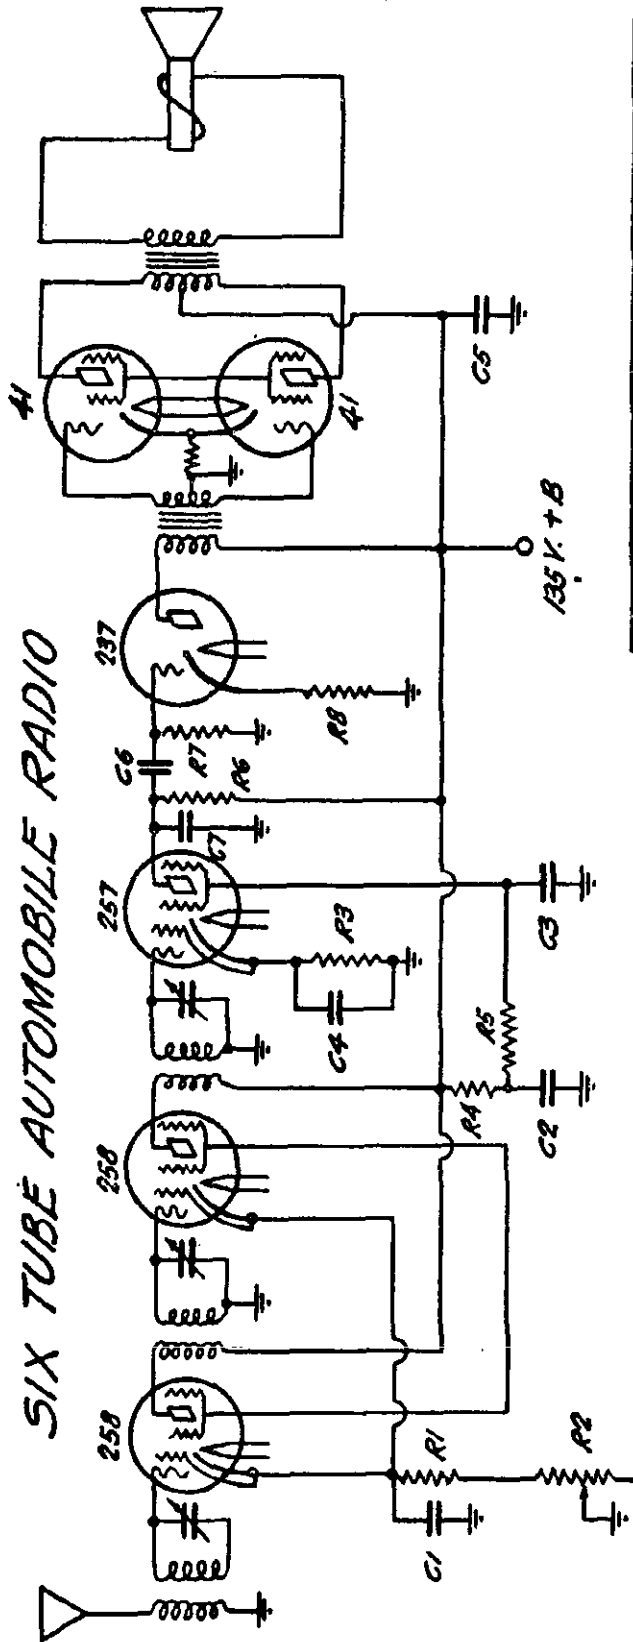 SIX TUBE AUTOMOBILE RADIO
258
258
257
237
41
41
C1
R1
R2
R4
C2
R5
C4
R3
C3
C7
R6
R7
C6
R8
135 V. + B
C5